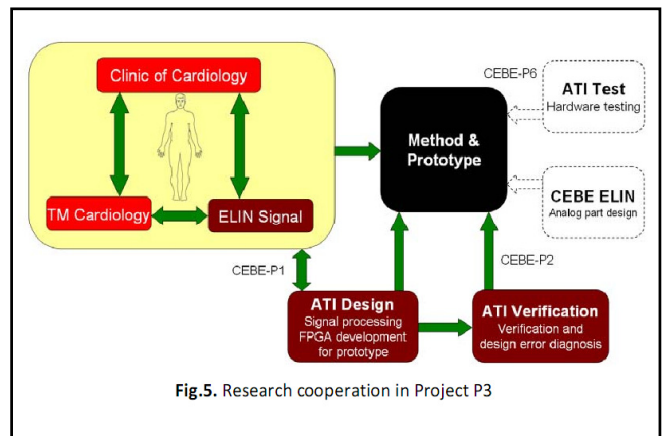 Clinic of Cardiology
TM Cardiology
ELIN Signal
Method &
Prototype
CEBE-P6
ATI Test
Hardware testing
CEBE ELIN
Analog part design
CEBE-P1
CEBE-P2
ATI Design
Signal processing
FPGA development
for prototype
ATI Verification
Verification and
design error diagnosis
Fig.5. Research cooperation in Project P3